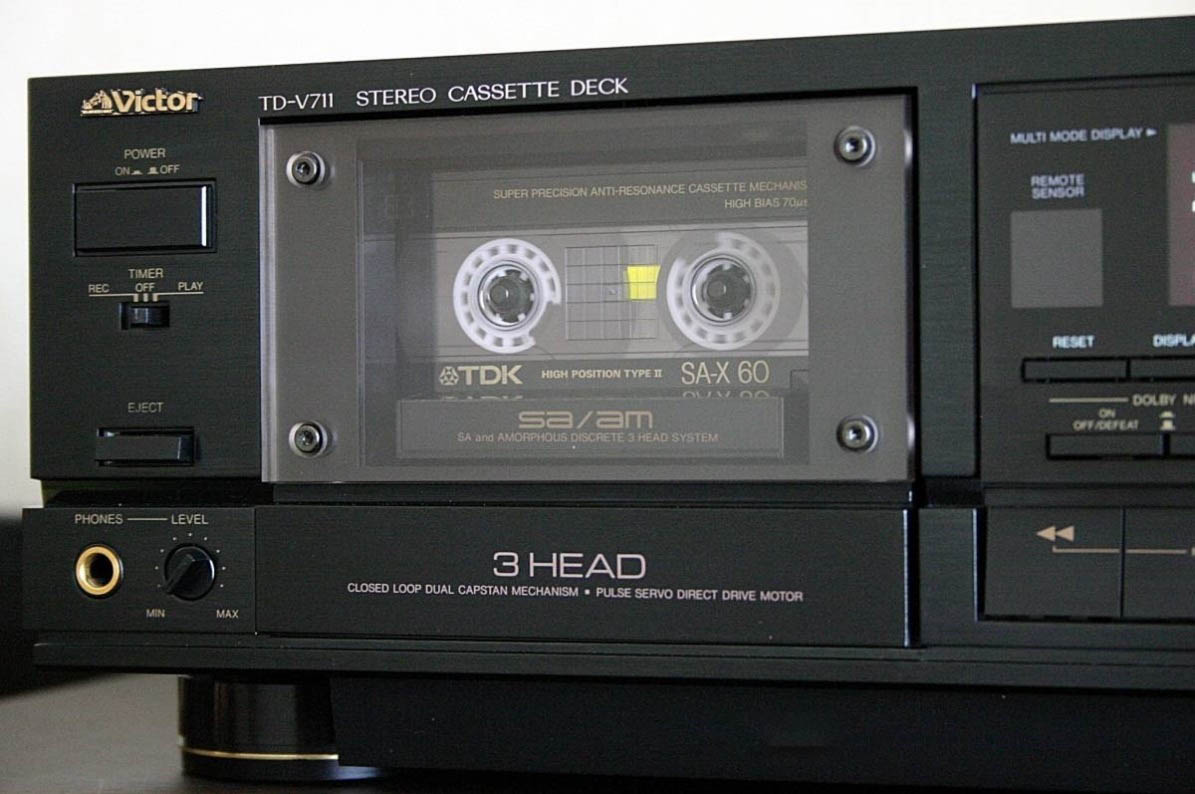 Victor
TD-V711 STEREO CASSETTE DECK
POWER
ON OFF
TIMER
REC OFF PLAY
EJECT
PHONES LEVEL
MIN MAX
SUPER PRECISION ANTI-RESONANCE CASSETTE MECHANIS
HIGH BIAS 70µs
TDK HIGH POSITION TYPE II SA-X 60
sa/am
SA and AMORPHOUS DISCRETE 3 HEAD SYSTEM
3 HEAD
CLOSED LOOP DUAL CAPSTAN MECHANISM ▪ PULSE SERVO DIRECT DRIVE MOTOR
MULTI MODE DISPLAY ►
REMOTE
SENSOR
RESET DISPLA
DOLBY N
ON
OFF/DEFEAT